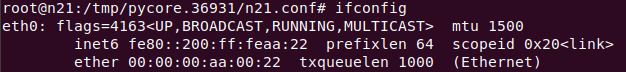 root@n21:/tmp/pycore.36931/n21.conf# ifconfig
eth0: flags=4163<UP,BROADCAST,RUNNING,MULTICAST>  mtu 1500
        inet6 fe80::200:ff:feaa:22  prefixlen 64  scopeid 0x20<link>
        ether 00:00:00:aa:00:22  txqueuelen 1000  (Ethernet)